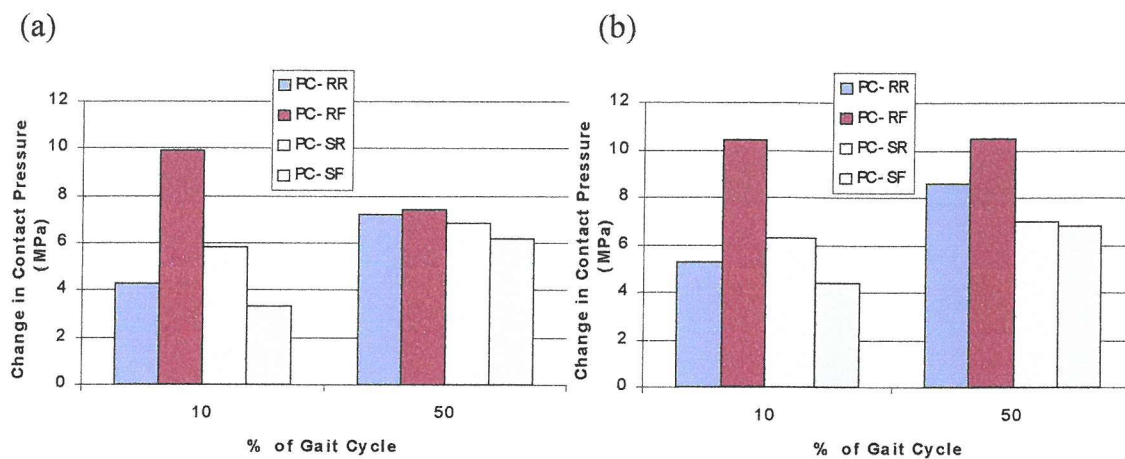 (a)
PC- RR
PC- RF
PC- SR
PC- SF
12
10
8
6
4
2
0
Change in Contact Pressure
(MPa)
10
50
% of Gait Cycle
(b)
PC- RR
PC- RF
PC- SR
PC- SF
12
10
8
6
4
2
0
Change in Contact Pressure
(MPa)
10
50
% of Gait Cycle